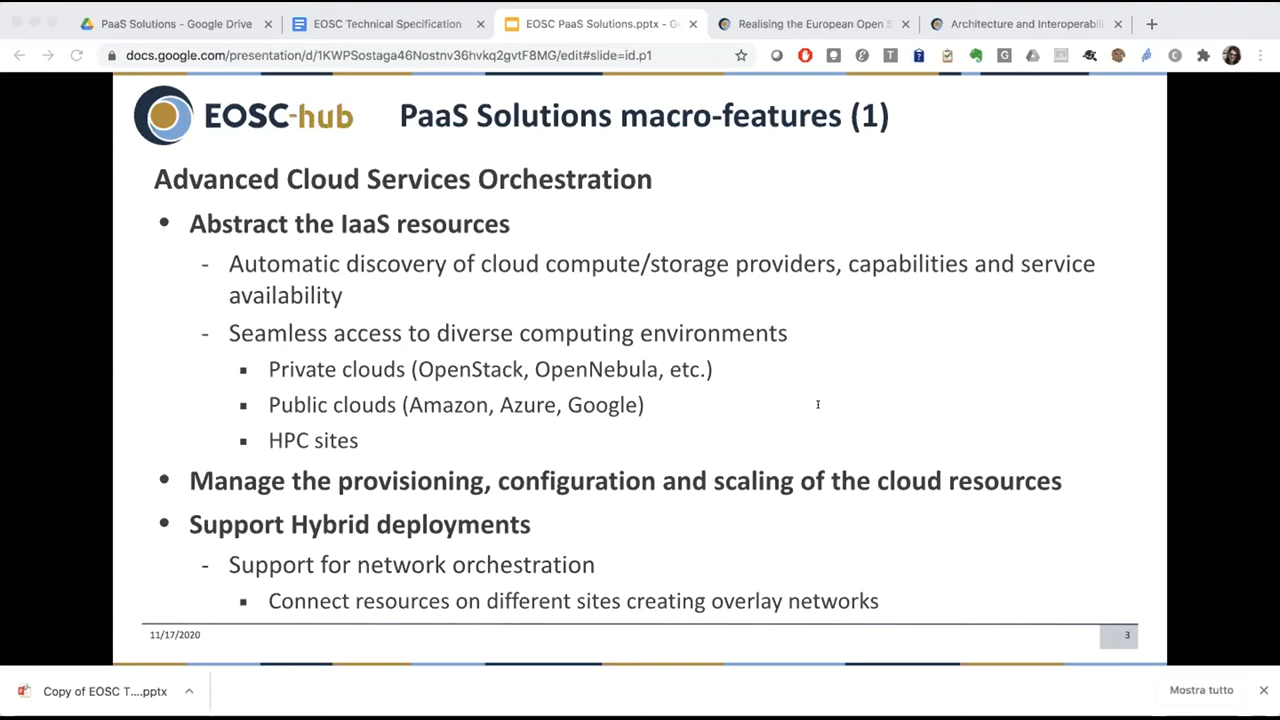 PaaS Solutions - Google Drive
EOSC Technical Specification
EOSC PaaS Solutions.pptx - G
Realising the European Open S
Architecture and Interoperabili
docs.google.com/presentation/d/1KWPSostaga46Nostnv36hvkq2gvtF8MG/edit#slide=id.p1
EOSC-hub
PaaS Solutions macro-features (1)
Advanced Cloud Services Orchestration
• Abstract the IaaS resources
- Automatic discovery of cloud compute/storage providers, capabilities and service
availability
- Seamless access to diverse computing environments
▪ Private clouds (OpenStack, OpenNebula, etc.)
▪ Public clouds (Amazon, Azure, Google)
▪ HPC sites
• Manage the provisioning, configuration and scaling of the cloud resources
• Support Hybrid deployments
- Support for network orchestration
▪ Connect resources on different sites creating overlay networks
11/17/2020
3
Copy of EOSC T....pptx
Mostra tutto